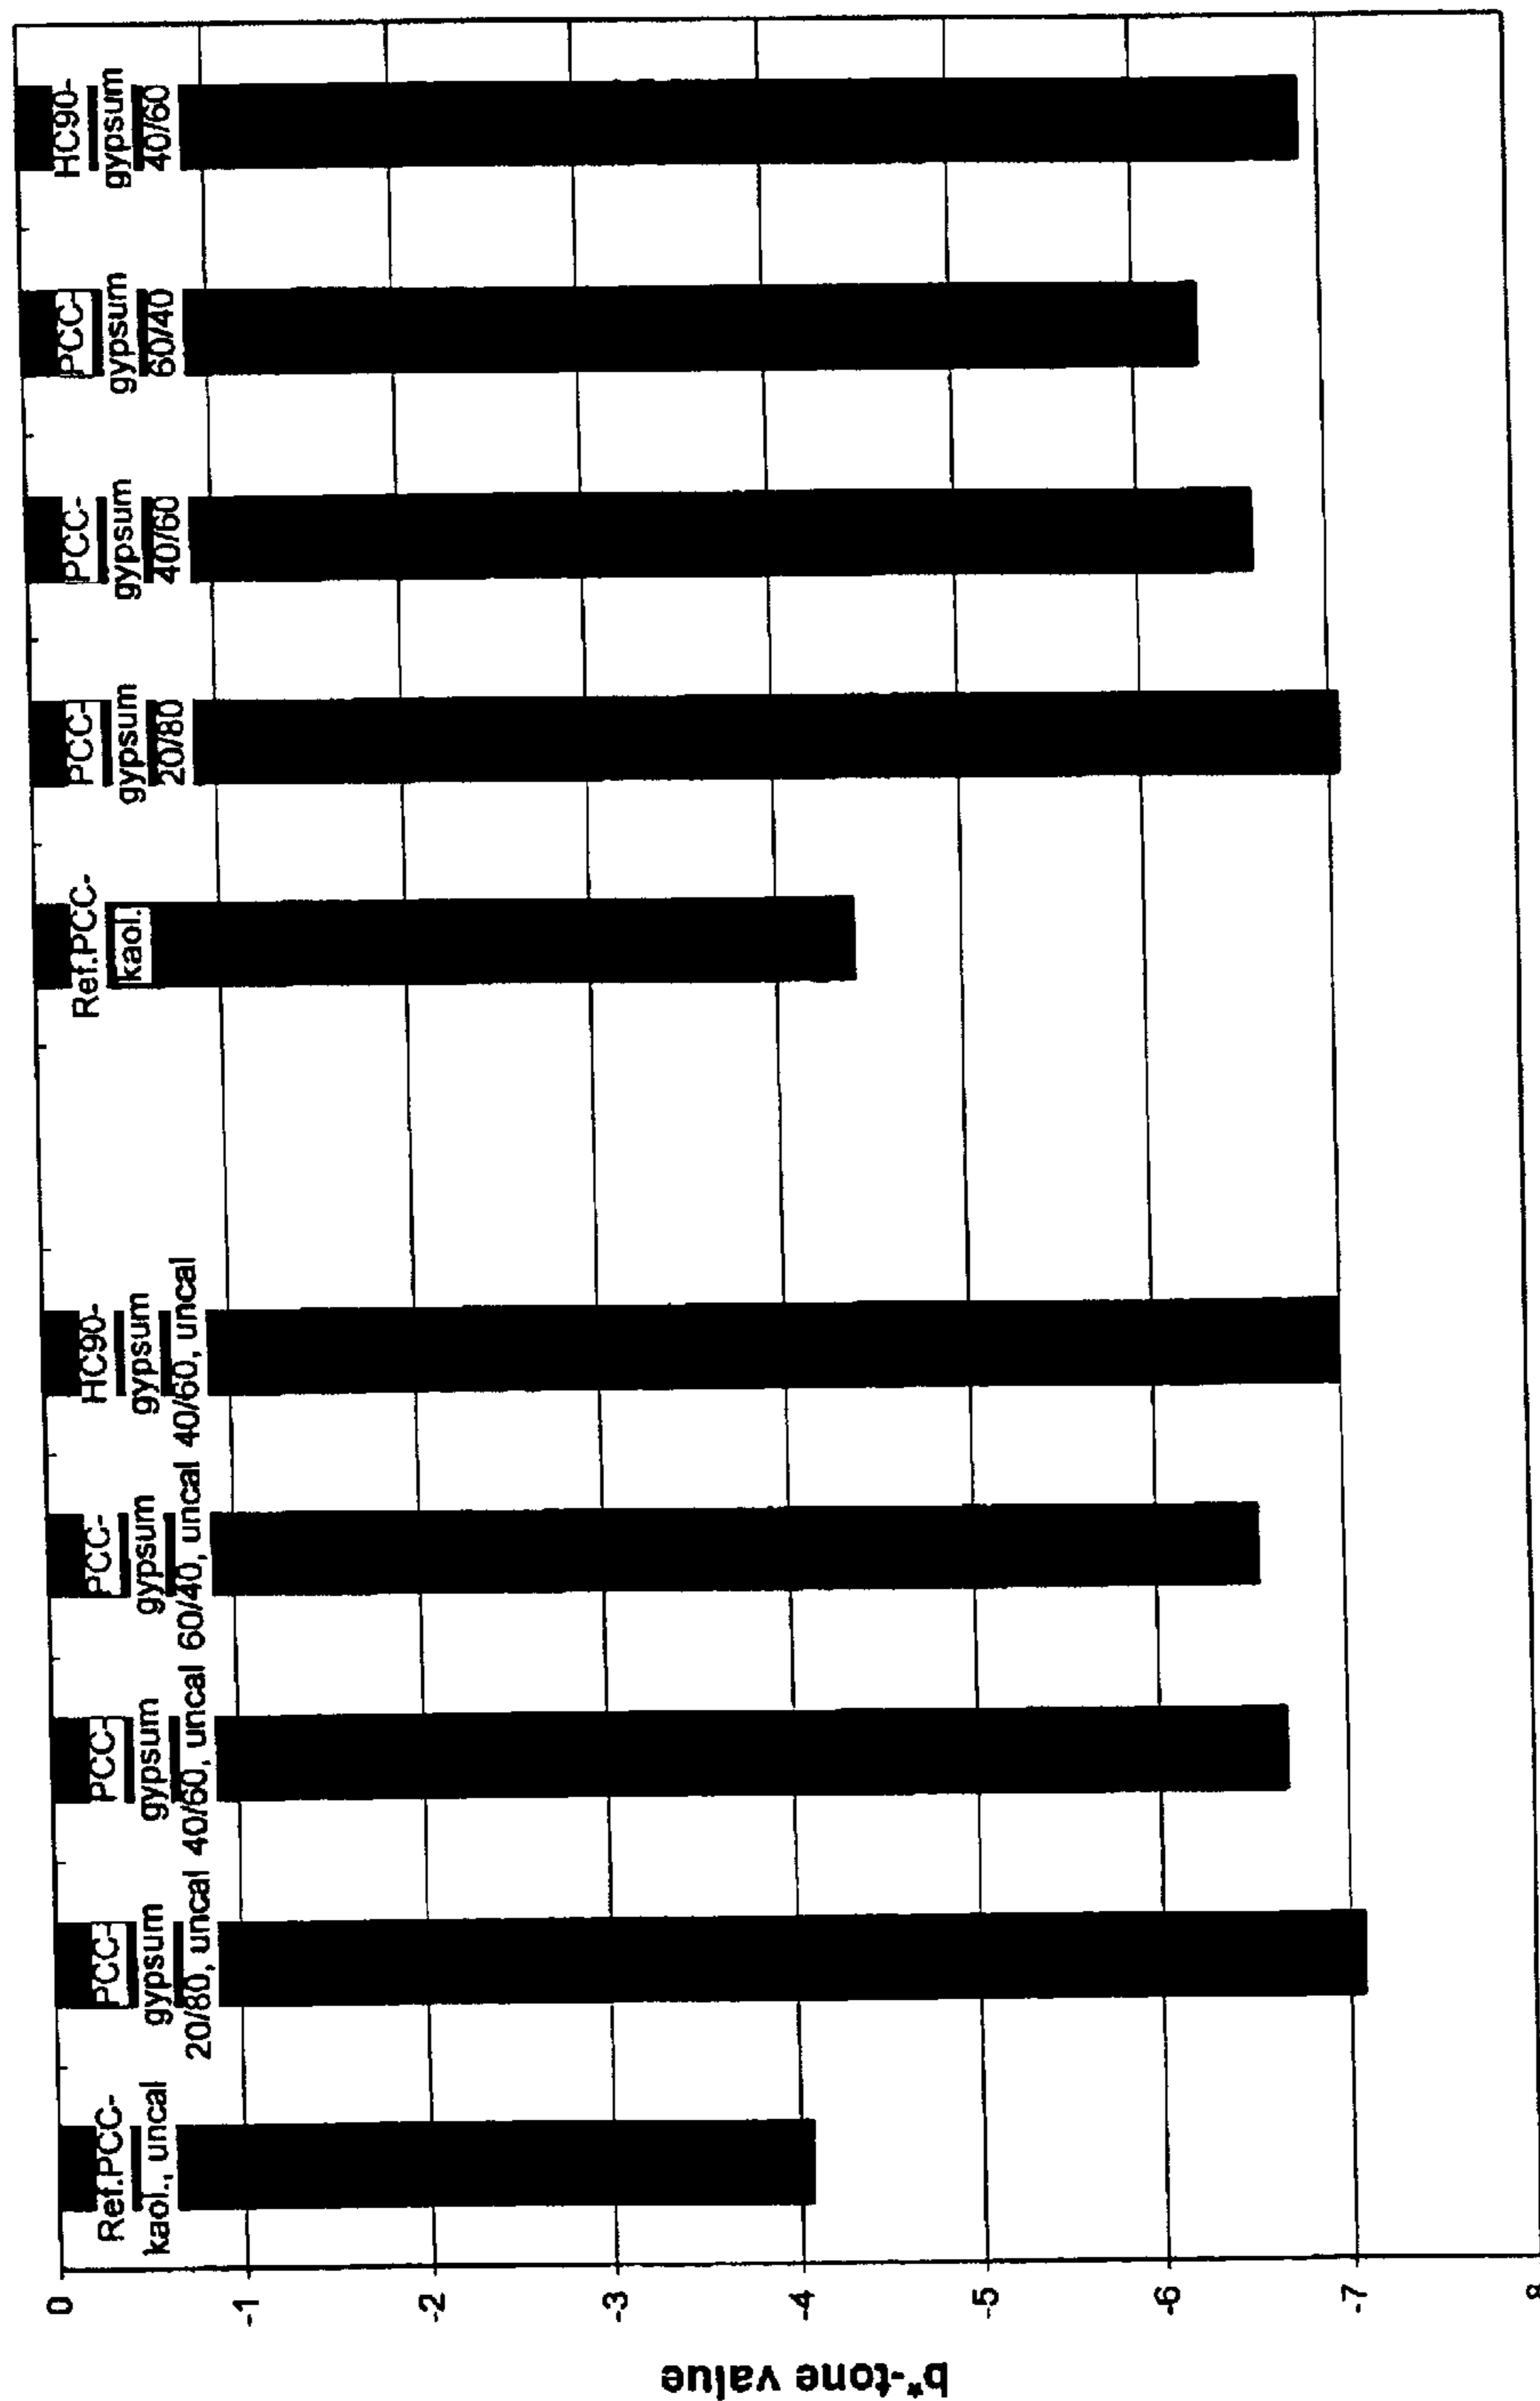 b*-tone value
0
-1
-2
-3
-4
-5
-6
-7
-8
Ref.PCC-
kaol., uncal
PCC-
gypsum
20/80, uncal
PCC-
gypsum
40/60, uncal
PCC-
gypsum
60/40, uncal
HC90-
gypsum
40/60, uncal
Ref.PCC-
kaol.
PCC-
gypsum
20/80
PCC-
gypsum
40/60
PCC-
gypsum
60/40
HC90-
gypsum
40/60